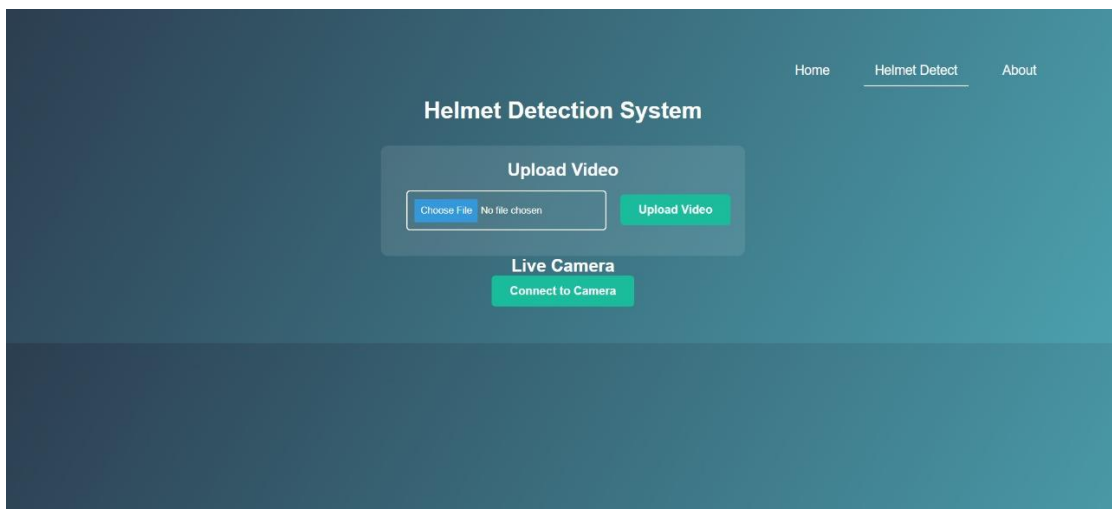 Home Helmet Detect About
Helmet Detection System
Upload Video
Choose File No file chosen Upload Video
Live Camera
Connect to Camera